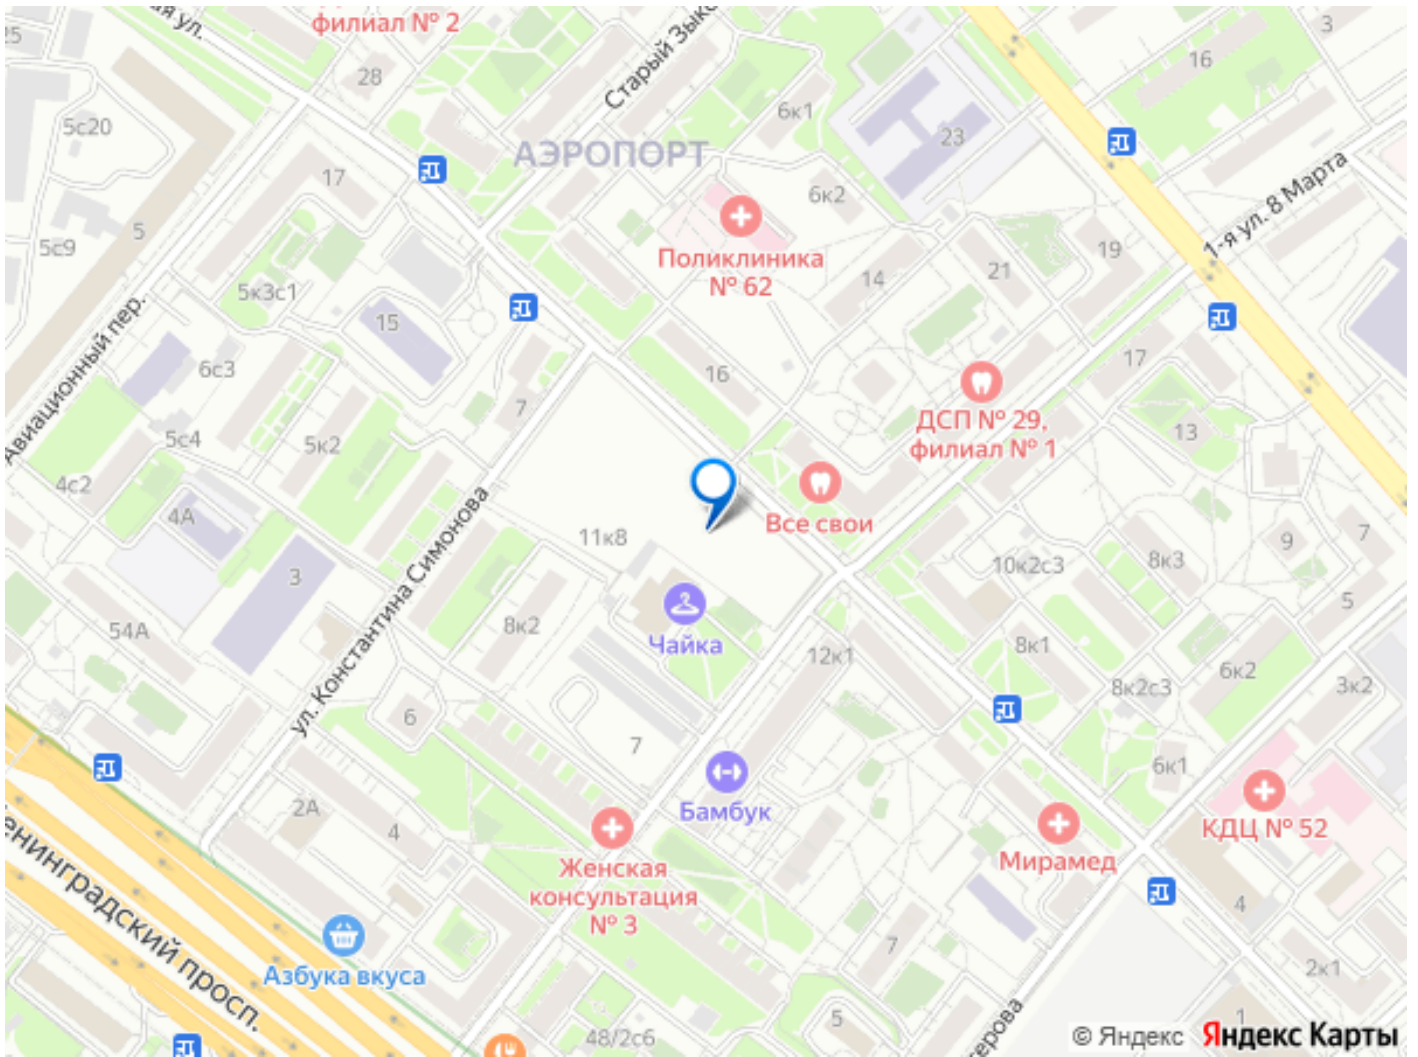 филиал № 2
ая ул.
25
3
16
28
5с20
Старый Зыко
6к1
23
АЭРОПОРТ
17
6к2
1-я ул. 8 Марта
5
5с9
19
Поликлиника
№ 62
14
21
5к3с1
15
Авиационный пер.
6с3
16
17
7
ДСП № 29,
филиал № 1
5с4
5к2
13
4с2
4А
Все свои
11к8
9
7
10к2с3
8к3
3
ул. Константина Симонова
5
54А
8к2
Чайка
12к1
8к1
6к2
8к2с3
3к2
6
7
6к1
2А
4
Бамбук
КДЦ № 52
Мирамед
Женская
консультация
№ 3
енинградский просп.
4
Азбука вкуса
7
2к1
5
48/2с6
1
терова
© Яндекс Яндекс Карты